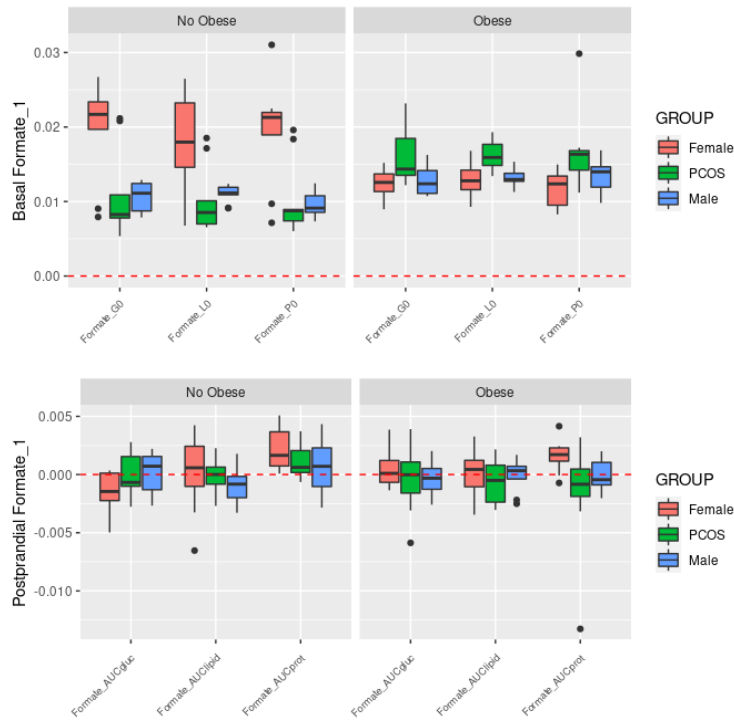 No Obese
Obese
Basal Formate_1
0.03
0.02
0.01
0.00
Formate_G0
Formate_L0
Formate_P0
Formate_G0
Formate_L0
Formate_P0
GROUP
Female
PCOS
Male
No Obese
Obese
Postprandial Formate_1
0.005
0.000
-0.005
-0.010
Formate_AUCgluc
Formate_AUClipid
Formate_AUCprot
Formate_AUCgluc
Formate_AUClipid
Formate_AUCprot
GROUP
Female
PCOS
Male